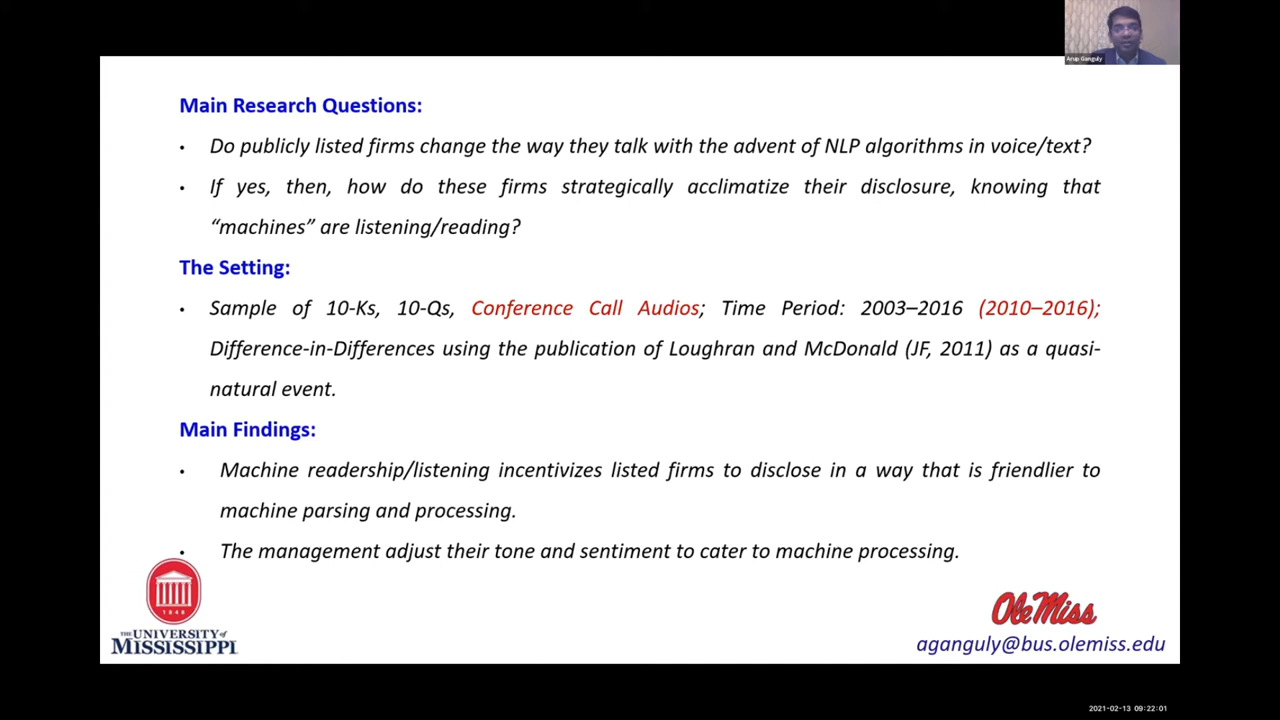 Arup Ganguly
Main Research Questions:
• Do publicly listed firms change the way they talk with the advent of NLP algorithms in voice/text?
• If yes, then, how do these firms strategically acclimatize their disclosure, knowing that
“machines” are listening/reading?
The Setting:
• Sample of 10-Ks, 10-Qs, Conference Call Audios; Time Period: 2003–2016 (2010–2016);
Difference-in-Differences using the publication of Loughran and McDonald (JF, 2011) as a quasi-
natural event.
Main Findings:
• Machine readership/listening incentivizes listed firms to disclose in a way that is friendlier to
machine parsing and processing.
• The management adjust their tone and sentiment to cater to machine processing.
1848
THE UNIVERSITY of
MISSISSIPPI
Ole Miss
aganguly@bus.olemiss.edu
2021-02-13 09:22:01